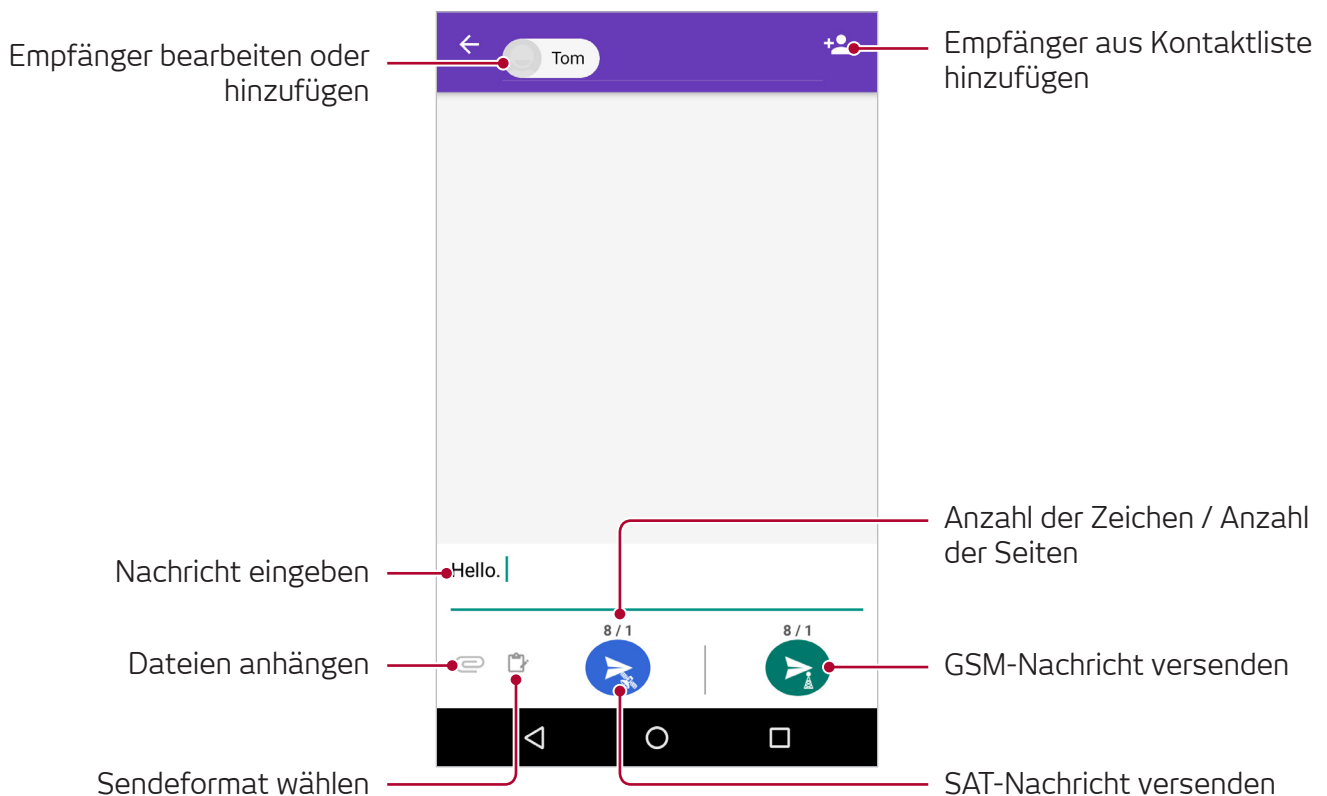 Empfänger bearbeiten oder
hinzufügen
Tom
Empfänger aus Kontaktliste
hinzufügen
Anzahl der Zeichen / Anzahl
der Seiten
Nachricht eingeben
Hello.
8 / 1
8 / 1
Dateien anhängen
GSM-Nachricht versenden
Sendeformat wählen
SAT-Nachricht versenden